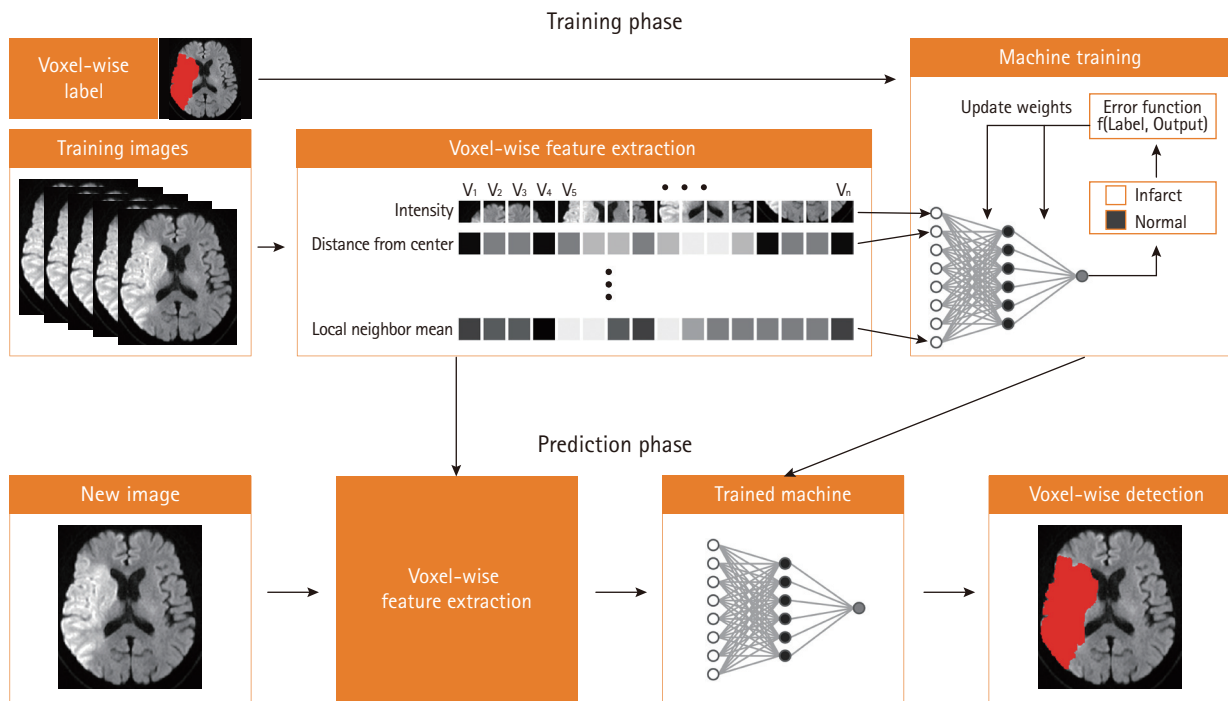 Training phase
Voxel-wise
label
Machine training
Update weights
Error function
f(Label, Output)
Training images
Voxel-wise feature extraction
V1 V2 V3 V4 V5 • • • Vn
Intensity
Infarct
Normal
Distance from center
Local neighbor mean
Prediction phase
New image
Voxel-wise
feature extraction
Trained machine
Voxel-wise detection